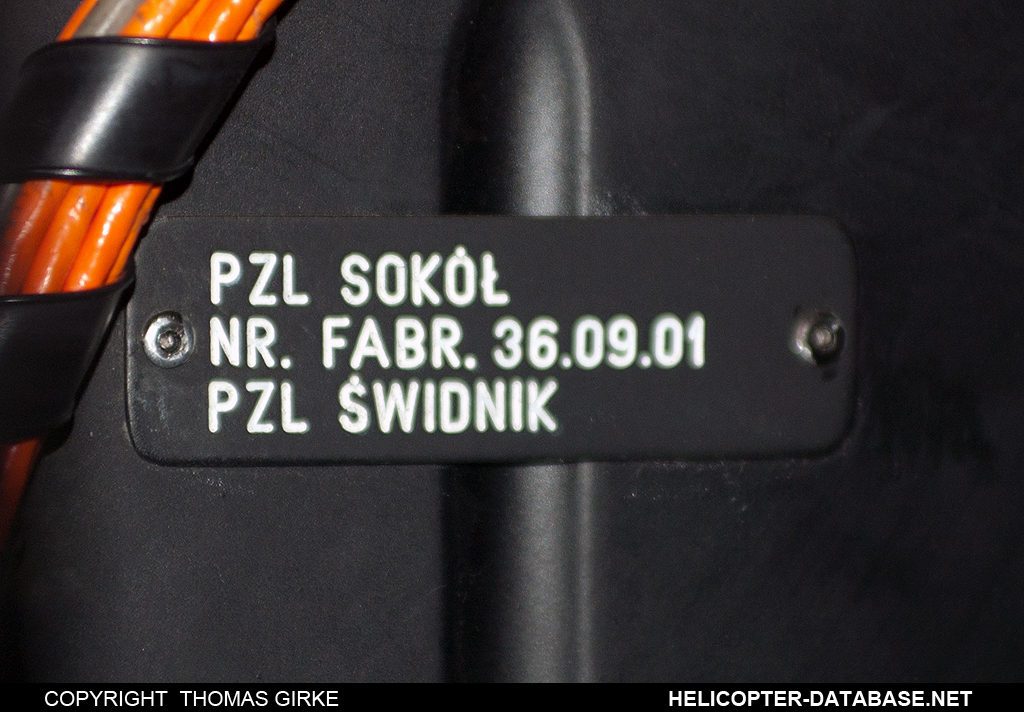 PZL SOKÓŁ
NR. FABR. 36.09.01
PZL ŚWIDNIK
COPYRIGHT THOMAS GIRKE
HELICOPTER-DATABASE.NET